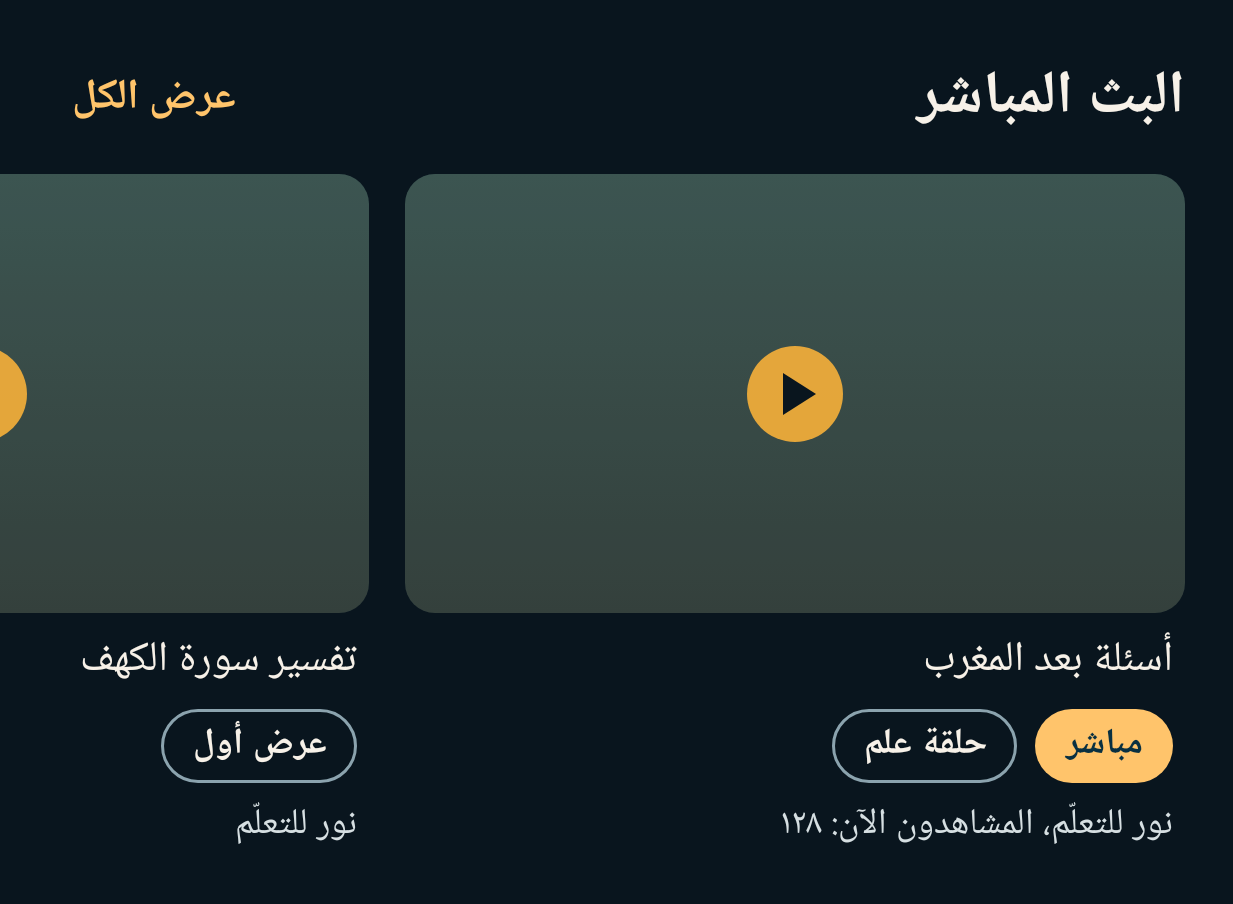 البث المباشر
عرض الكل
أسئلة بعد المغرب
مباشر
حلقة علم
نور للتعلّم، المشاهدون الآن: ١٢٨
تفسير سورة الكهف
عرض أول
نور للتعلّم